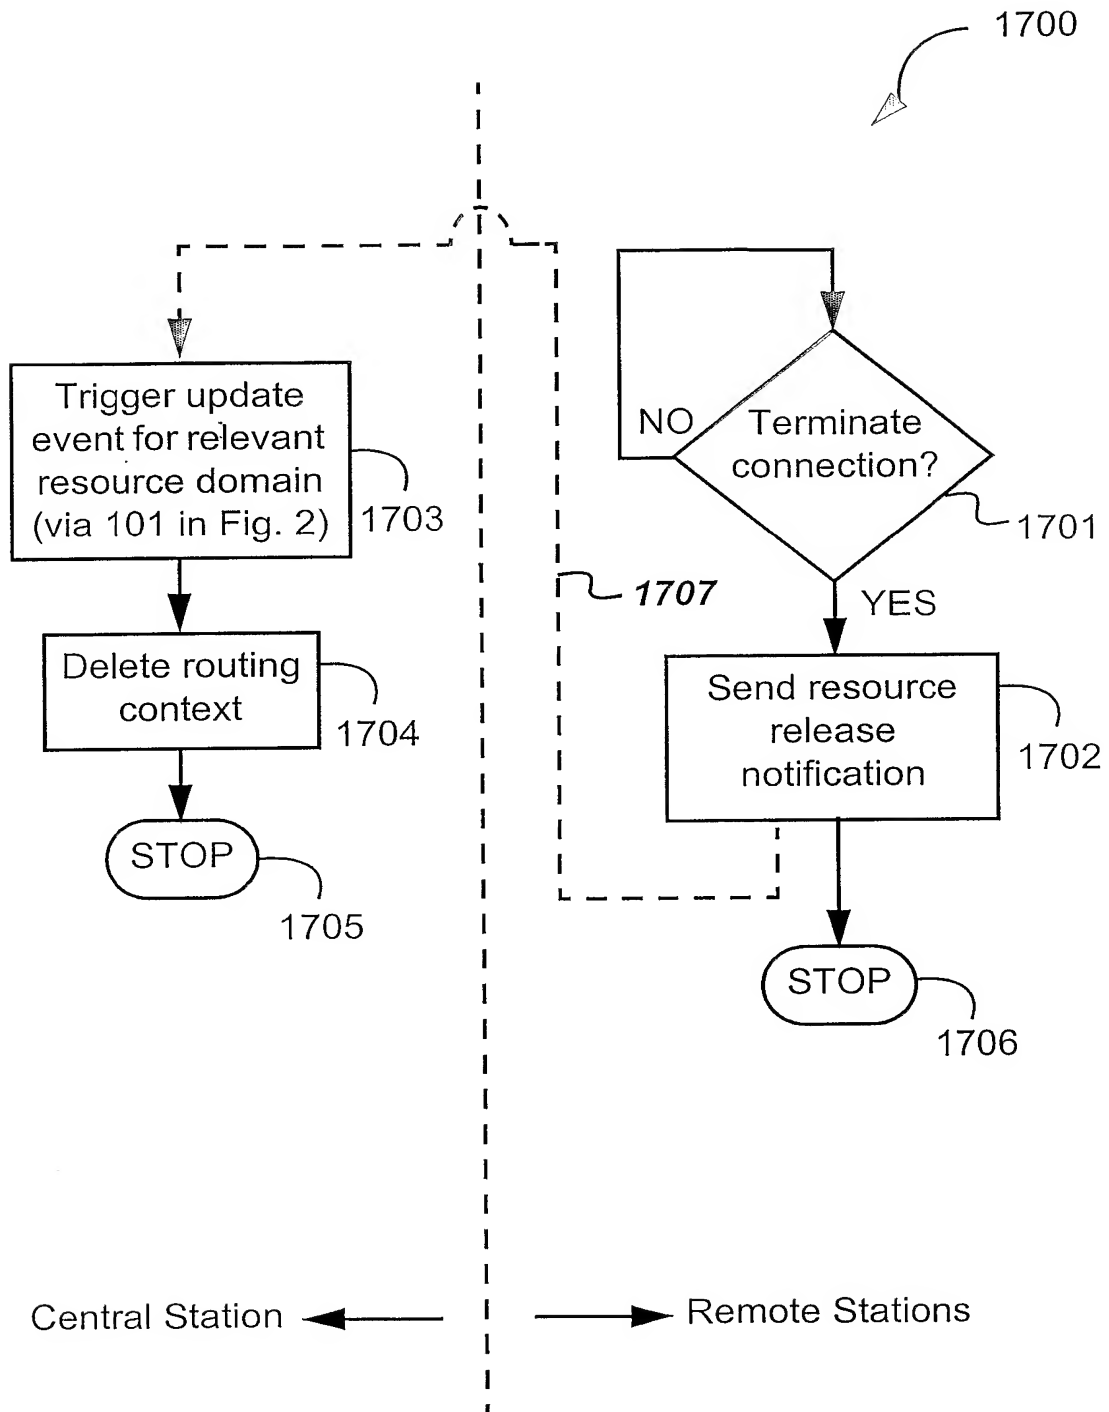 1700
Trigger update
event for relevant
resource domain
(via 101 in Fig. 2)
1703
Delete routing
context
1704
STOP
1705
NO
Terminate
connection?
1701
1707
YES
Send resource
release
notification
1702
STOP
1706
Central Station
Remote Stations